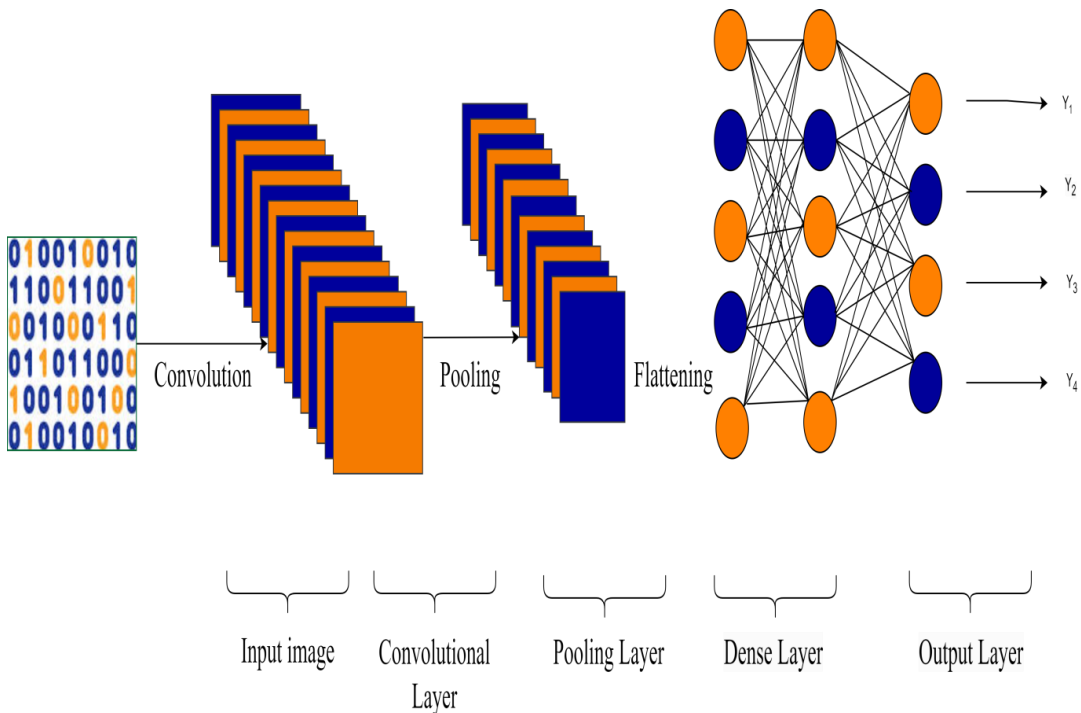 010010010
110011001
001000110
011011000
100100100
010010010
Convolution
Pooling
Flattening
Y1
Y2
Y3
Y4
Input image
Convolutional
Layer
Pooling Layer
Dense Layer
Output Layer